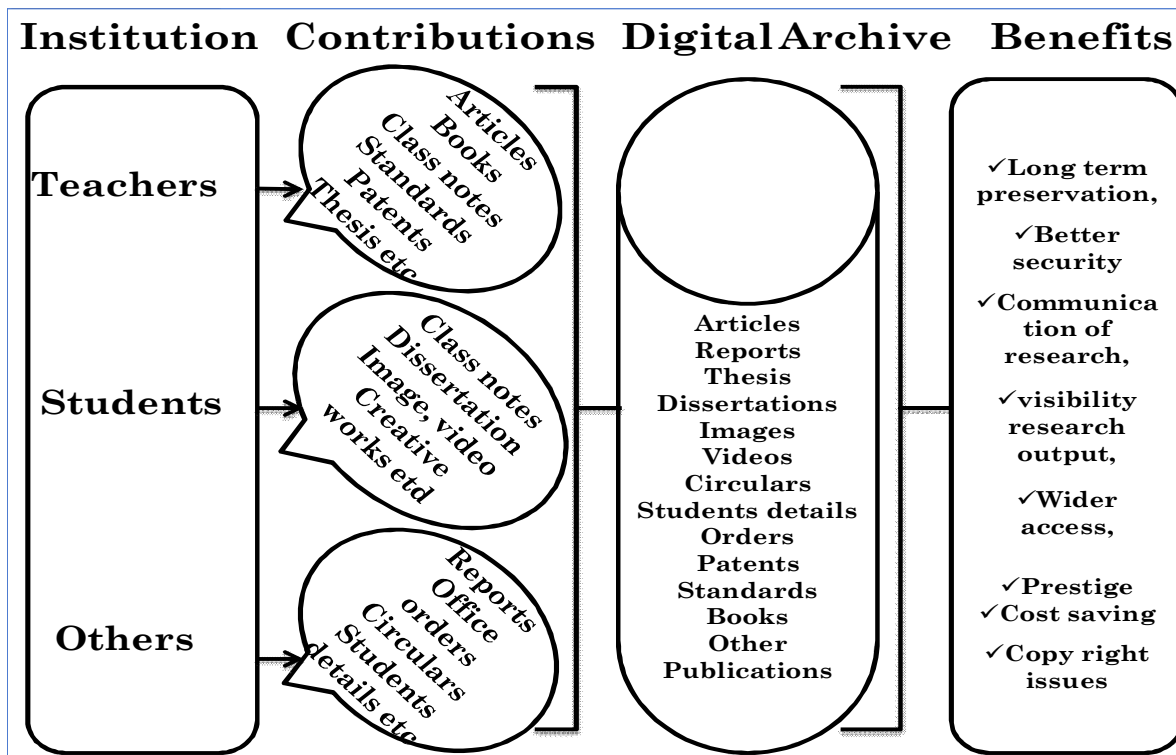 Institution Contributions Digital Archive Benefits
Teachers
Students
Others
Articles
Books
Class notes
Standards
Patents
Thesis etc
Class notes
Dissertation
Image, video
Creative
works etd
Reports
Office
orders
Circulars
Students
details etc
Articles
Reports
Thesis
Dissertations
Images
Videos
Circulars
Students details
Orders
Patents
Standards
Books
Other
Publications
✓Long term
preservation,
✓Better
security
✓Communica
tion of
research,
✓visibility
research
output,
✓Wider
access,
✓Prestige
✓Cost saving
✓Copy right
issues